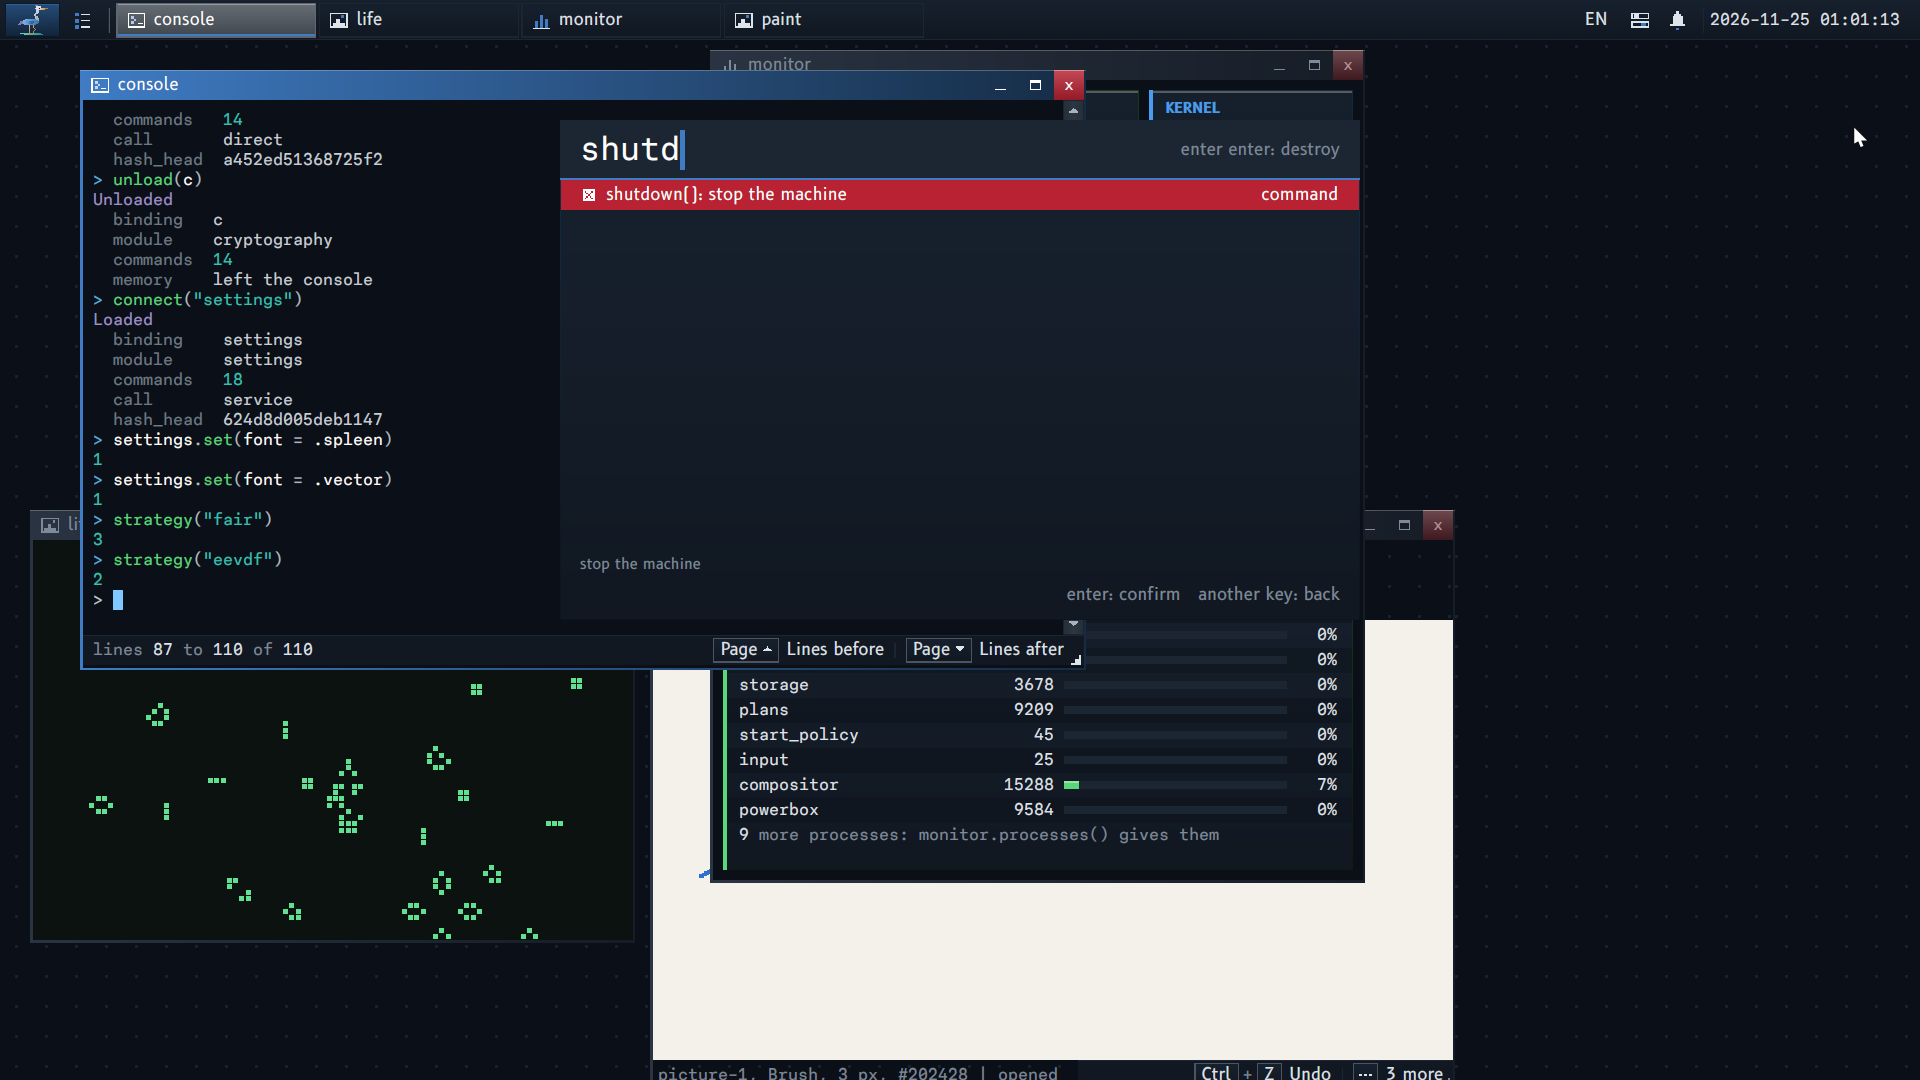 console
life
monitor
paint
EN
2026-11-25 01:01:13
monitor
x
console
x
KERNEL
commands 14
call direct
hash_head a452ed51368725f2
> unload(c)
Unloaded
binding c
module cryptography
commands 14
memory left the console
> connect("settings")
Loaded
binding settings
module settings
commands 18
call service
hash_head 624d8d005deb1147
> settings.set(font = .spleen)
1
> settings.set(font = .vector)
1
> strategy("fair")
3
> strategy("eevdf")
2
>
lines 87 to 110 of 110
Page Lines before
Page Lines after
shutd
enter enter: destroy
shutdown(): stop the machine
command
stop the machine
enter: confirm another key: back
x
0%
0%
storage 3678 0%
plans 9209 0%
start_policy 45 0%
input 25 0%
compositor 15288 7%
powerbox 9584 0%
9 more processes: monitor.processes() gives them
picture-1, Brush, 3 px, #202428 | opened
Ctrl + Z Undo
... 3 more